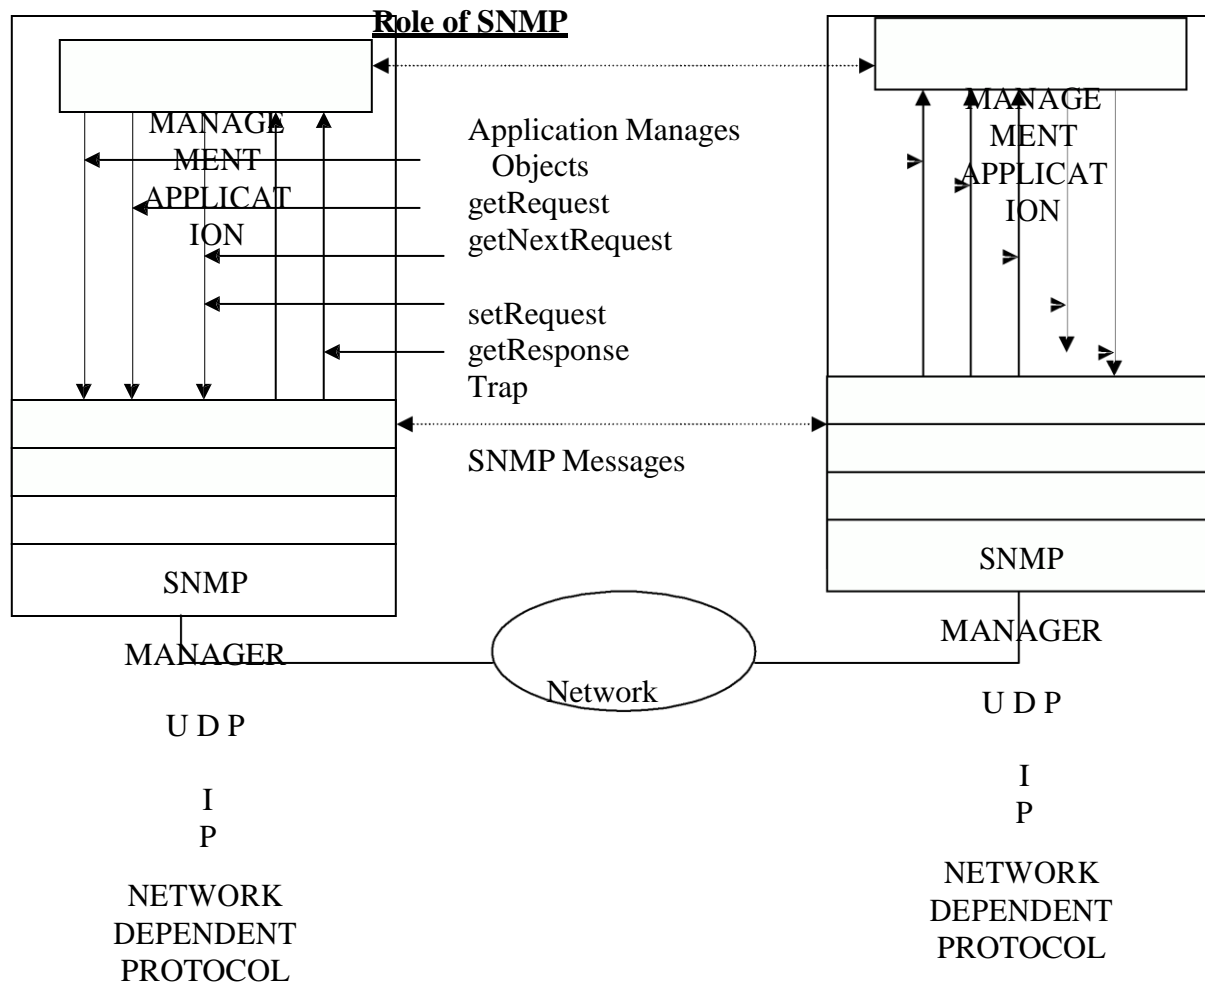 Role of SNMP
MANAGE
MENT
APPLICAT
ION
Application Manages
Objects
getRequest
getNextRequest
setRequest
getResponse
Trap
SNMP Messages
MANAGE
MENT
APPLICAT
ION
SNMP
MANAGER
U D P
I
P
NETWORK
DEPENDENT
PROTOCOL
Network
SNMP
MANAGER
U D P
I
P
NETWORK
DEPENDENT
PROTOCOL